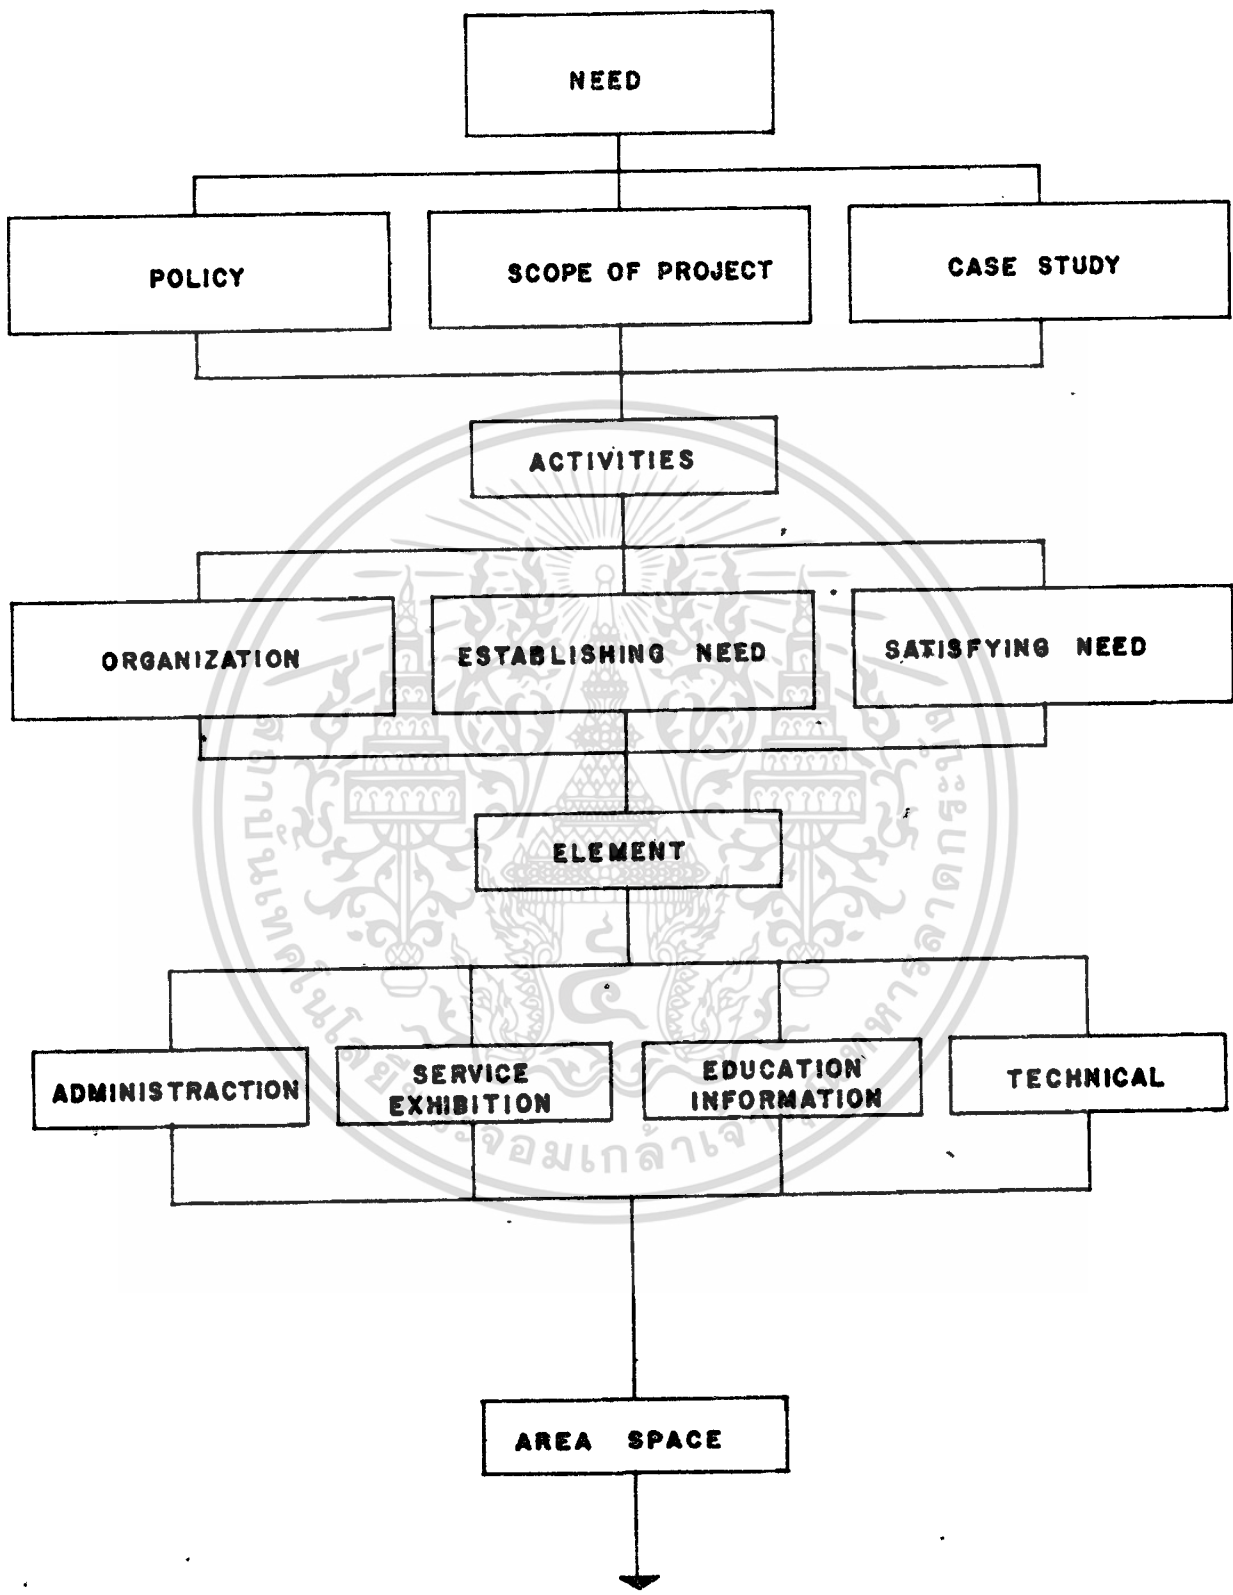 NEED
POLICY
SCOPE OF PROJECT
CASE STUDY
ACTIVITIES
ORGANIZATION
ESTABLISHING NEED
SATISFYING NEED
ELEMENT
ADMINISTRACTION
SERVICE
EXHIBITION
EDUCATION
INFORMATION
TECHNICAL
AREA SPACE